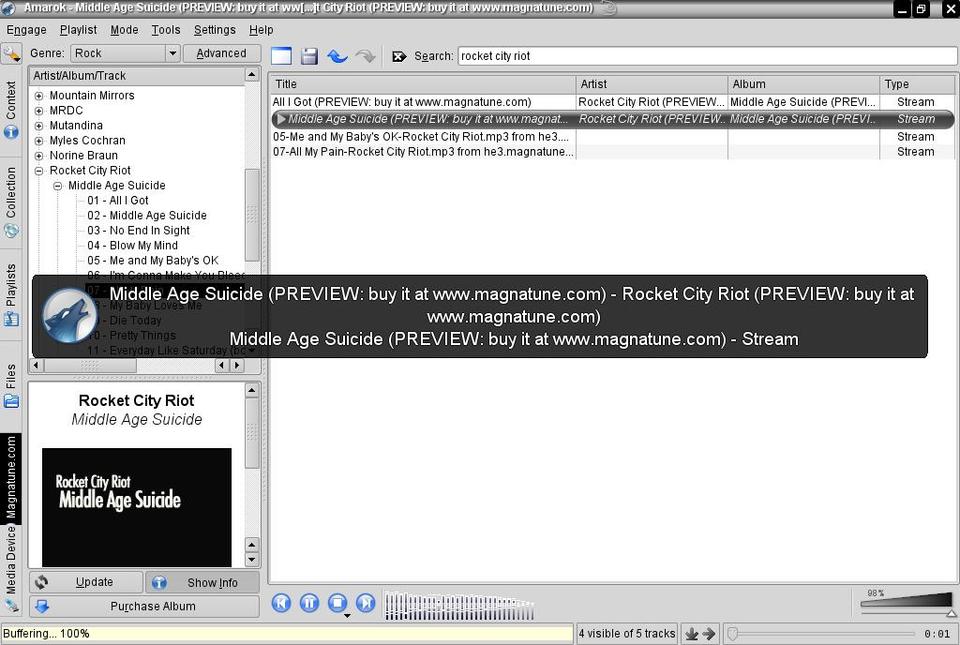 Amarok - Middle Age Suicide (PREVIEW: buy it at ww[...]t City Riot (PREVIEW: buy it at www.magnatune.com)
Engage Playlist Mode Tools Settings Help
Genre: Rock Advanced
Search: rocket city riot
Artist/Album/Track
Mountain Mirrors
MRDC
Mutandina
Myles Cochran
Norine Braun
Rocket City Riot
Middle Age Suicide
01 - All I Got
02 - Middle Age Suicide
03 - No End In Sight
04 - Blow My Mind
05 - Me and My Baby's OK
06 - I'm Gonna Make You Bleed
My Baby Loves Me
Die Today
10 - Pretty Things
11 - Everyday Like Saturday (bo
Context
Collection
Playlists
Files
Magnatune.com
Media Device
Title Artist Album Type
All I Got (PREVIEW: buy it at www.magnatune.com) Rocket City Riot (PREVIEW... Middle Age Suicide (PREVI... Stream
Middle Age Suicide (PREVIEW: buy it at www.magnat... Rocket City Riot (PREVIEW... Middle Age Suicide (PREVI... Stream
05-Me and My Baby's OK-Rocket City Riot.mp3 from he3.... Stream
07-All My Pain-Rocket City Riot.mp3 from he3.magnatune... Stream
Middle Age Suicide (PREVIEW: buy it at www.magnatune.com) - Rocket City Riot (PREVIEW: buy it at
www.magnatune.com)
Middle Age Suicide (PREVIEW: buy it at www.magnatune.com) - Stream
Rocket City Riot
Middle Age Suicide
Rocket City Riot
Middle Age Suicide
Update Show Info
Purchase Album
98%
Buffering... 100%
4 visible of 5 tracks
0:01